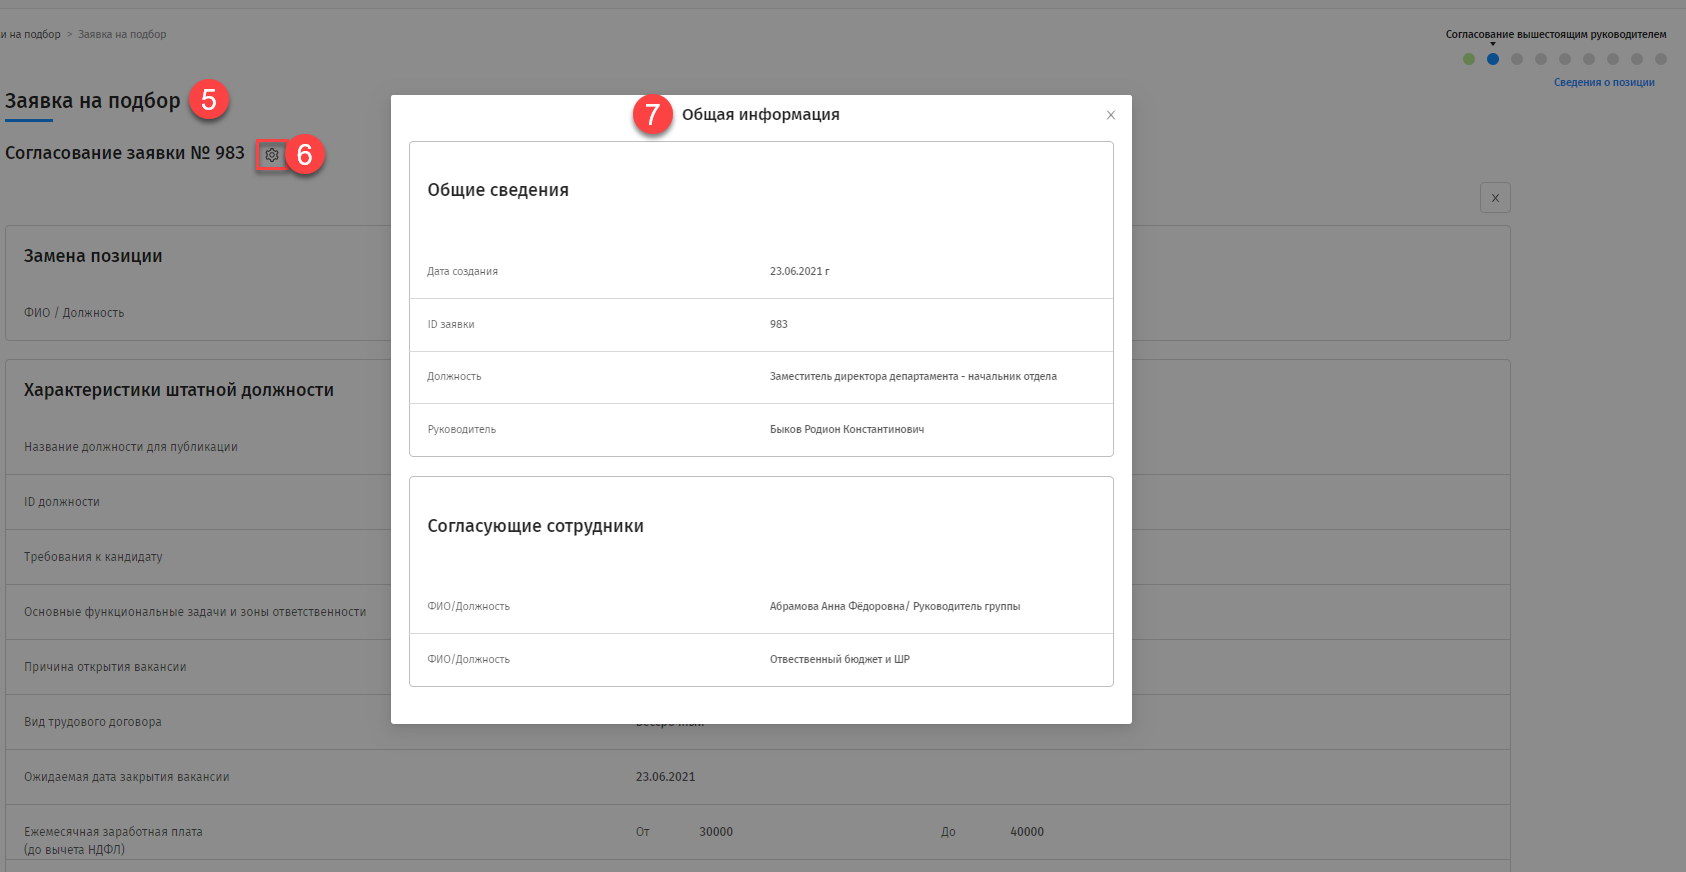 и на подбор > Заявка на подбор
Согласование вышестоящим руководителем
Сведения о позиции
Заявка на подбор 5
Согласование заявки № 983 6
x
Замена позиции
ФИО / Должность
Характеристики штатной должности
Название должности для публикации
ID должности
Требования к кандидату
Основные функциональные задачи и зоны ответственности
Причина открытия вакансии
Вид трудового договора
Ожидаемая дата закрытия вакансии 23.06.2021
Ежемесячная заработная плата От 30000 До 40000
(до вычета НДФЛ)
7 Общая информация
Общие сведения
Дата создания 23.06.2021 г
ID заявки 983
Должность Заместитель директора департамента - начальник отдела
Руководитель Быков Родион Константинович
Согласующие сотрудники
ФИО/Должность Абрамова Анна Фёдоровна/ Руководитель группы
ФИО/Должность Отвественный бюджет и ШР